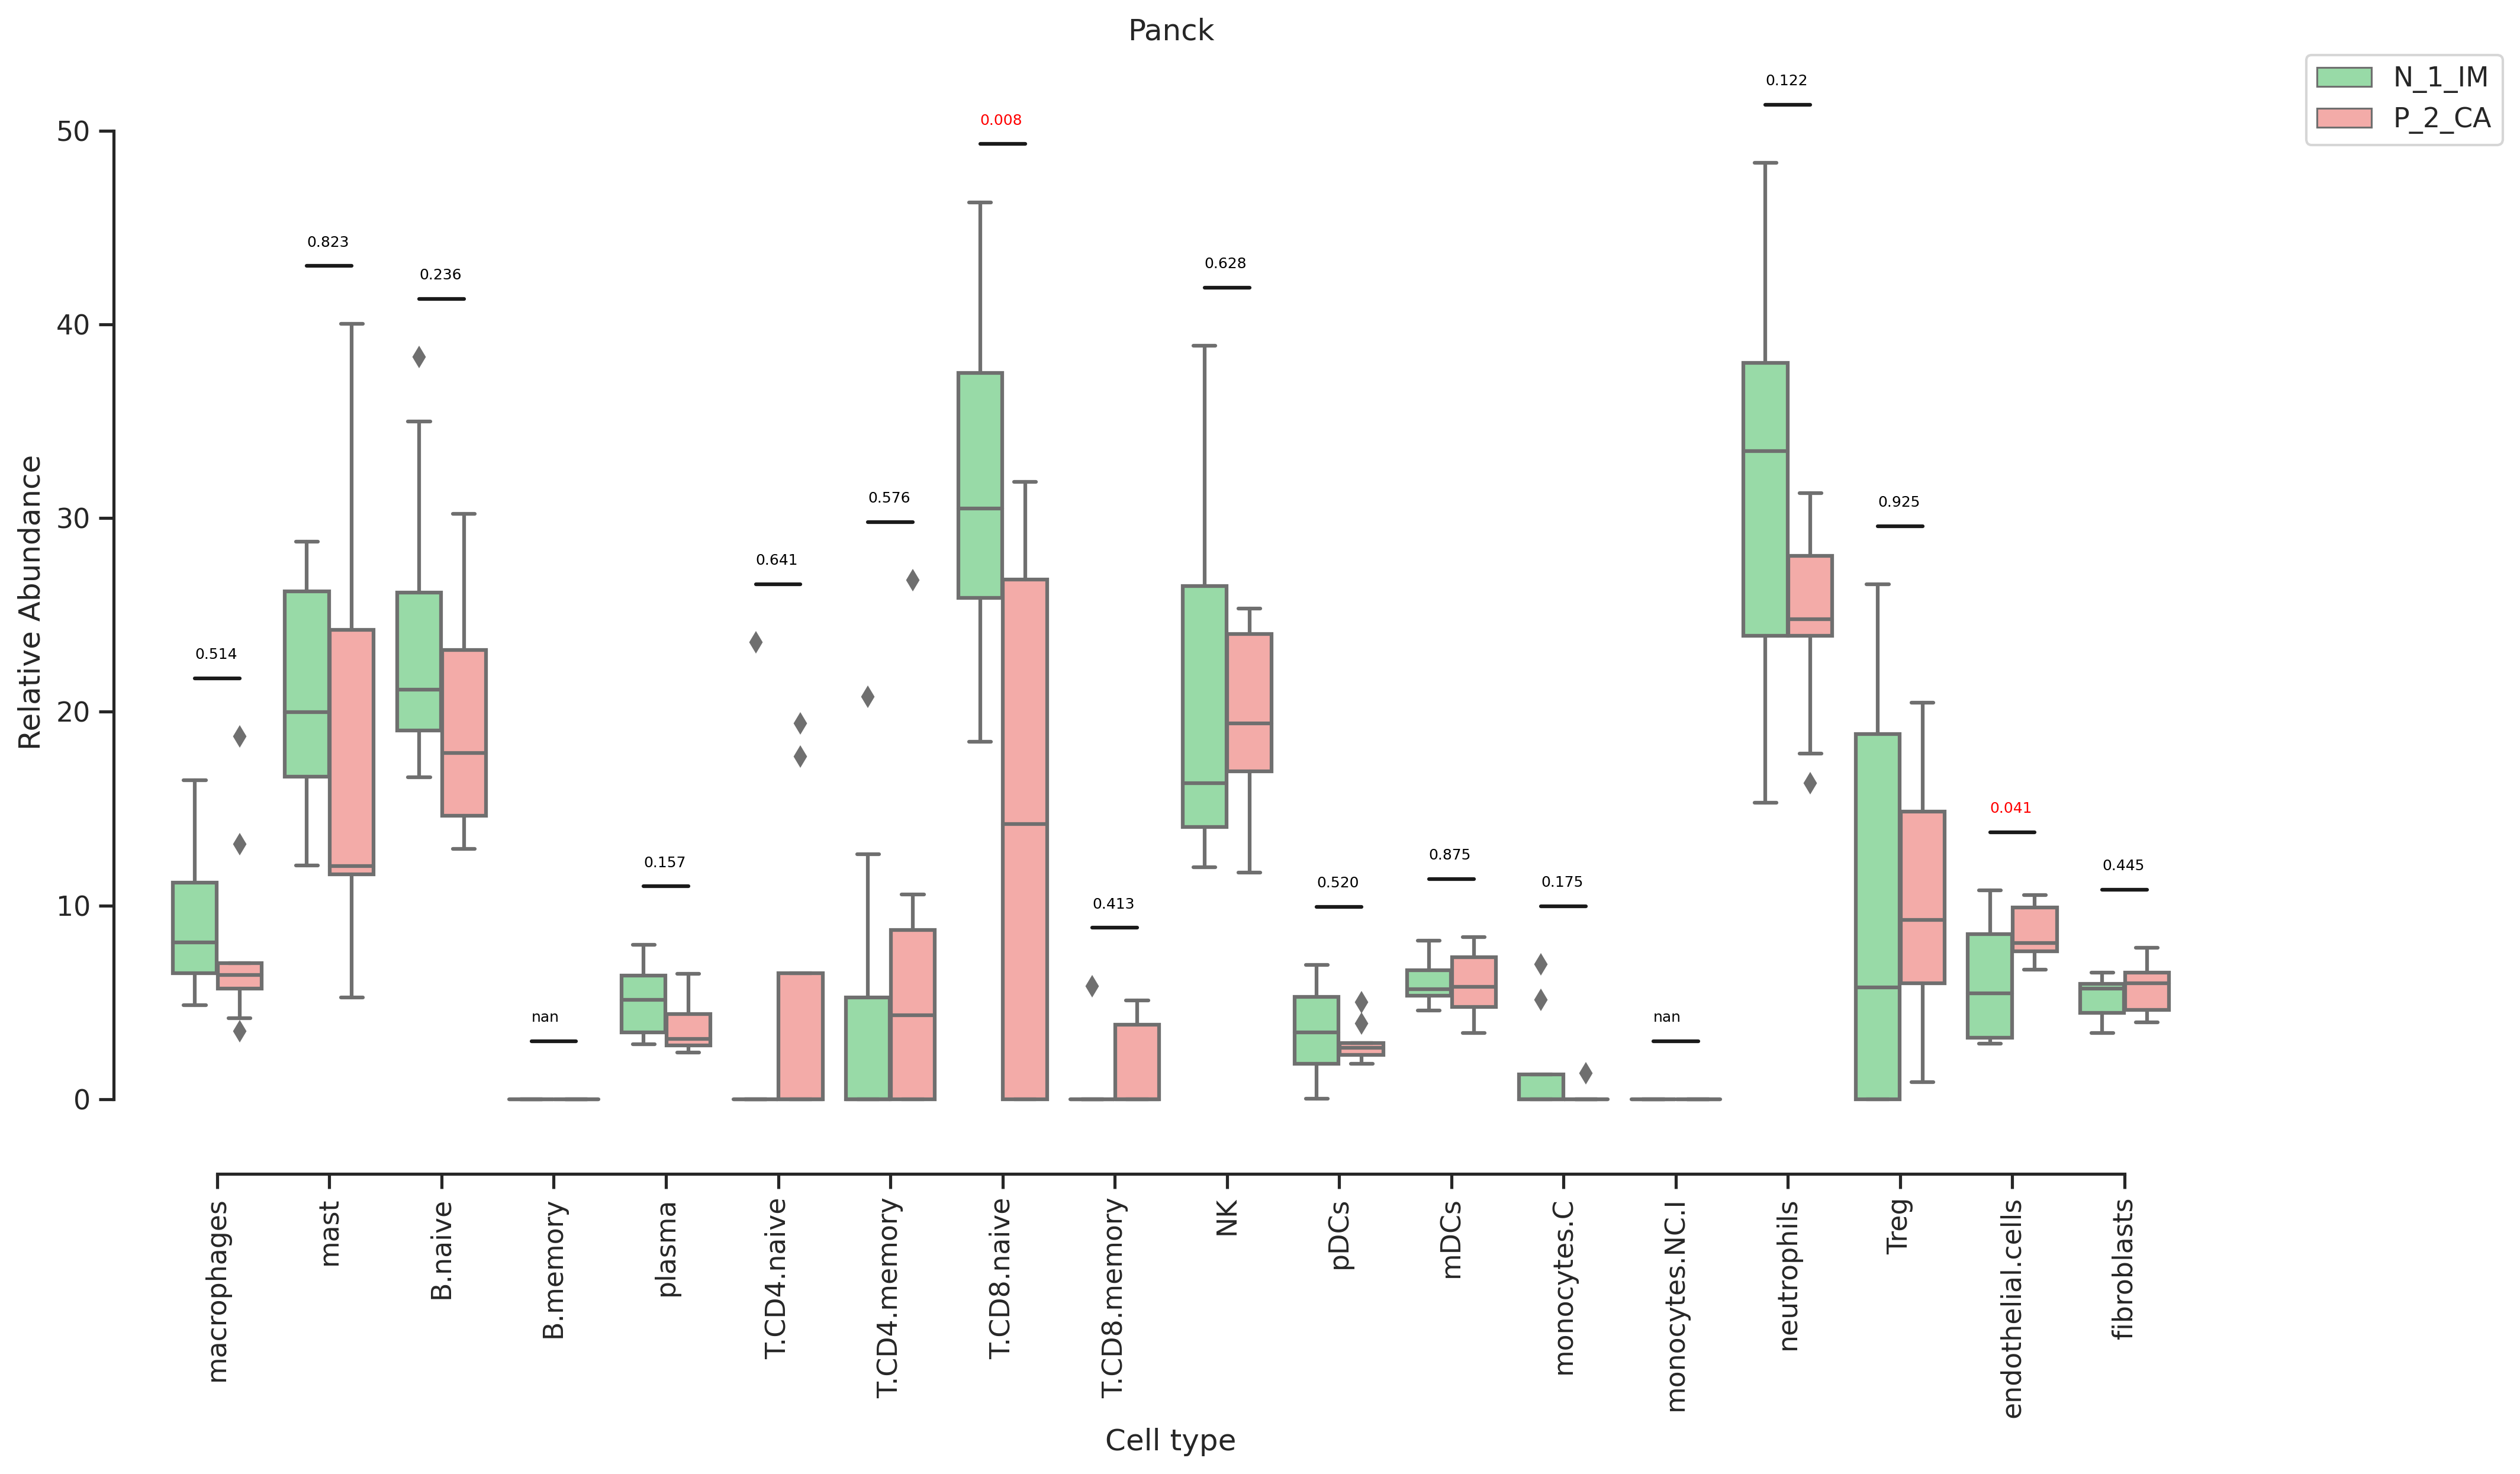 Panck
N_1_IM
P_2_CA
Relative Abundance
50
40
30
20
10
0
0.514
0.823
0.236
nan
0.157
0.641
0.576
0.008
0.413
0.628
0.520
0.875
0.175
nan
0.122
0.925
0.041
0.445
macrophages
mast
B.naive
B.memory
plasma
T.CD4.naive
T.CD4.memory
T.CD8.naive
T.CD8.memory
NK
pDCs
mDCs
monocytes.C
monocytes.NC.I
neutrophils
Treg
endothelial.cells
fibroblasts
Cell type